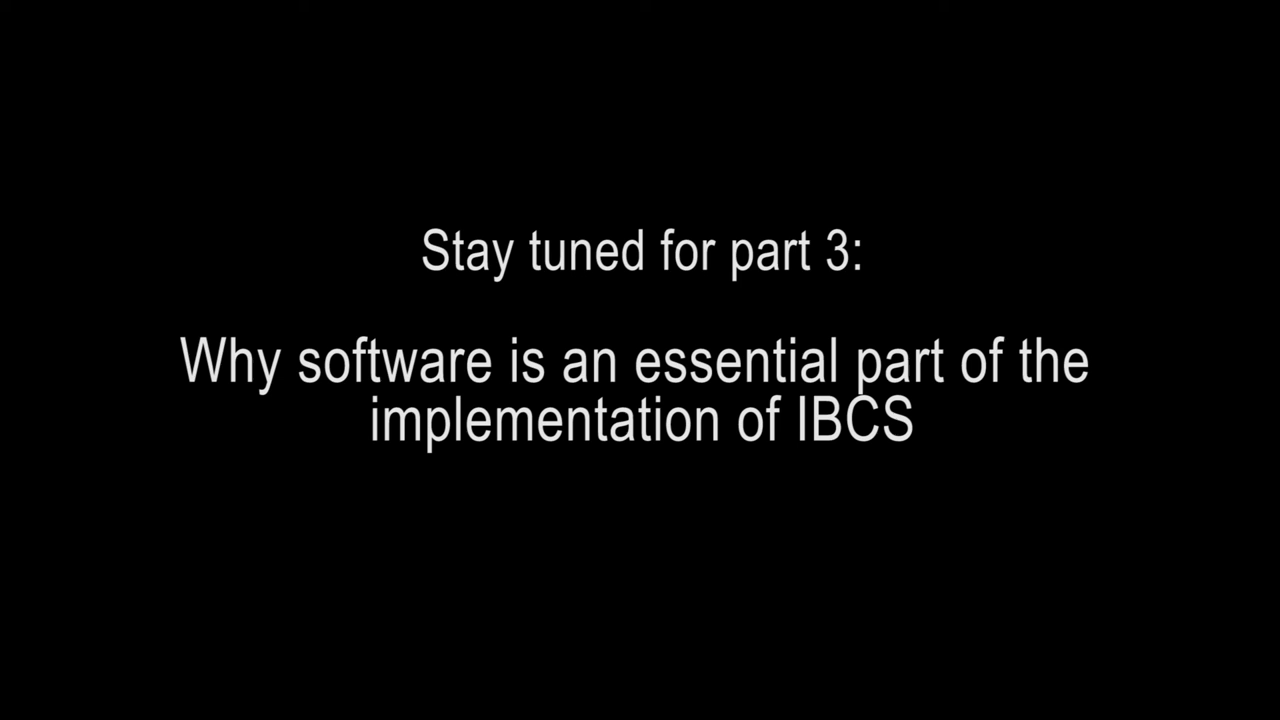 Stay tuned for part 3:
Why software is an essential part of the
implementation of IBCS